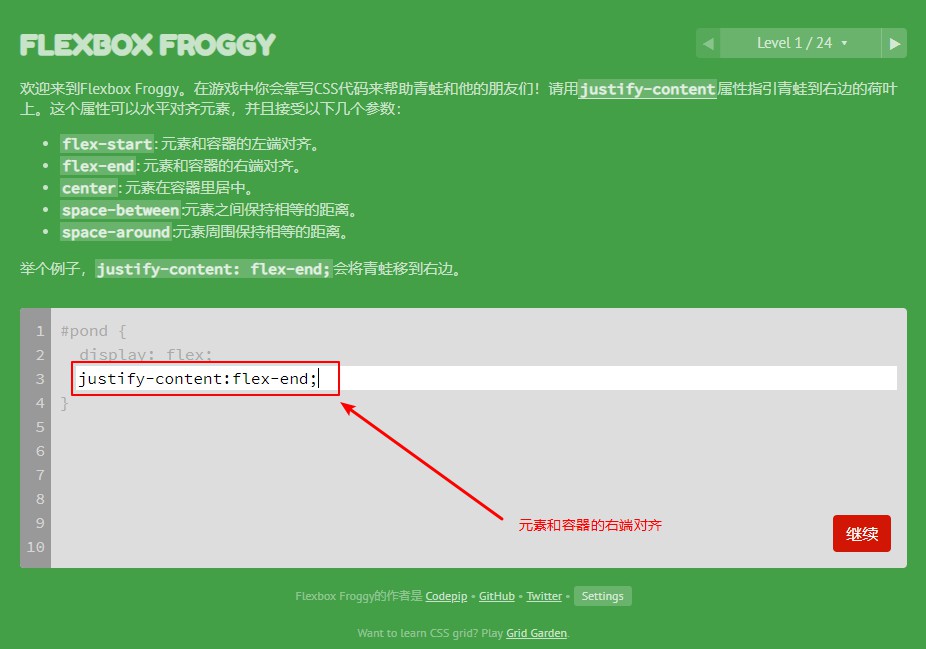 FLEXBOX FROGGY
◀ Level 1 / 24 ▾ ▶
欢迎来到Flexbox Froggy。在游戏中你会靠写CSS代码来帮助青蛙和他的朋友们！请用justify-content属性指引青蛙到右边的荷叶
上。这个属性可以水平对齐元素，并且接受以下几个参数：
• flex-start: 元素和容器的左端对齐。
• flex-end: 元素和容器的右端对齐。
• center: 元素在容器里居中。
• space-between:元素之间保持相等的距离。
• space-around:元素周围保持相等的距离。
举个例子，justify-content: flex-end;会将青蛙移到右边。
1 #pond {
2 display: flex;
3 justify-content:flex-end;
4 }
5
6
7
8
9 元素和容器的右端对齐 继续
10
Flexbox Froggy的作者是 Codepip • GitHub • Twitter • Settings
Want to learn CSS grid? Play Grid Garden.